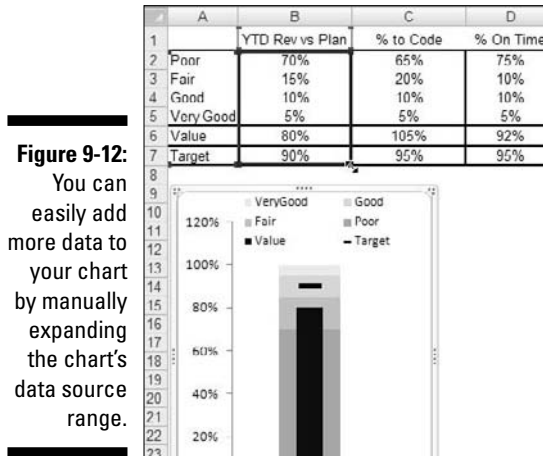 Figure 9-12:
You can
easily add
more data to
your chart
by manually
expanding
the chart's
data source
range.
A B C D
1 YTD Rev vs Plan % to Code % On Time
2 Poor 70% 65% 75%
3 Fair 15% 20% 10%
4 Good 10% 10% 10%
5 Very Good 5% 5% 5%
6 Value 80% 105% 92%
7 Target 90% 95% 95%
8
9
10
11
12
13
14
15
16
17
18
19
20
21
22
23
VeryGood Good
Fair Poor
Value Target
120%
100%
80%
60%
40%
20%